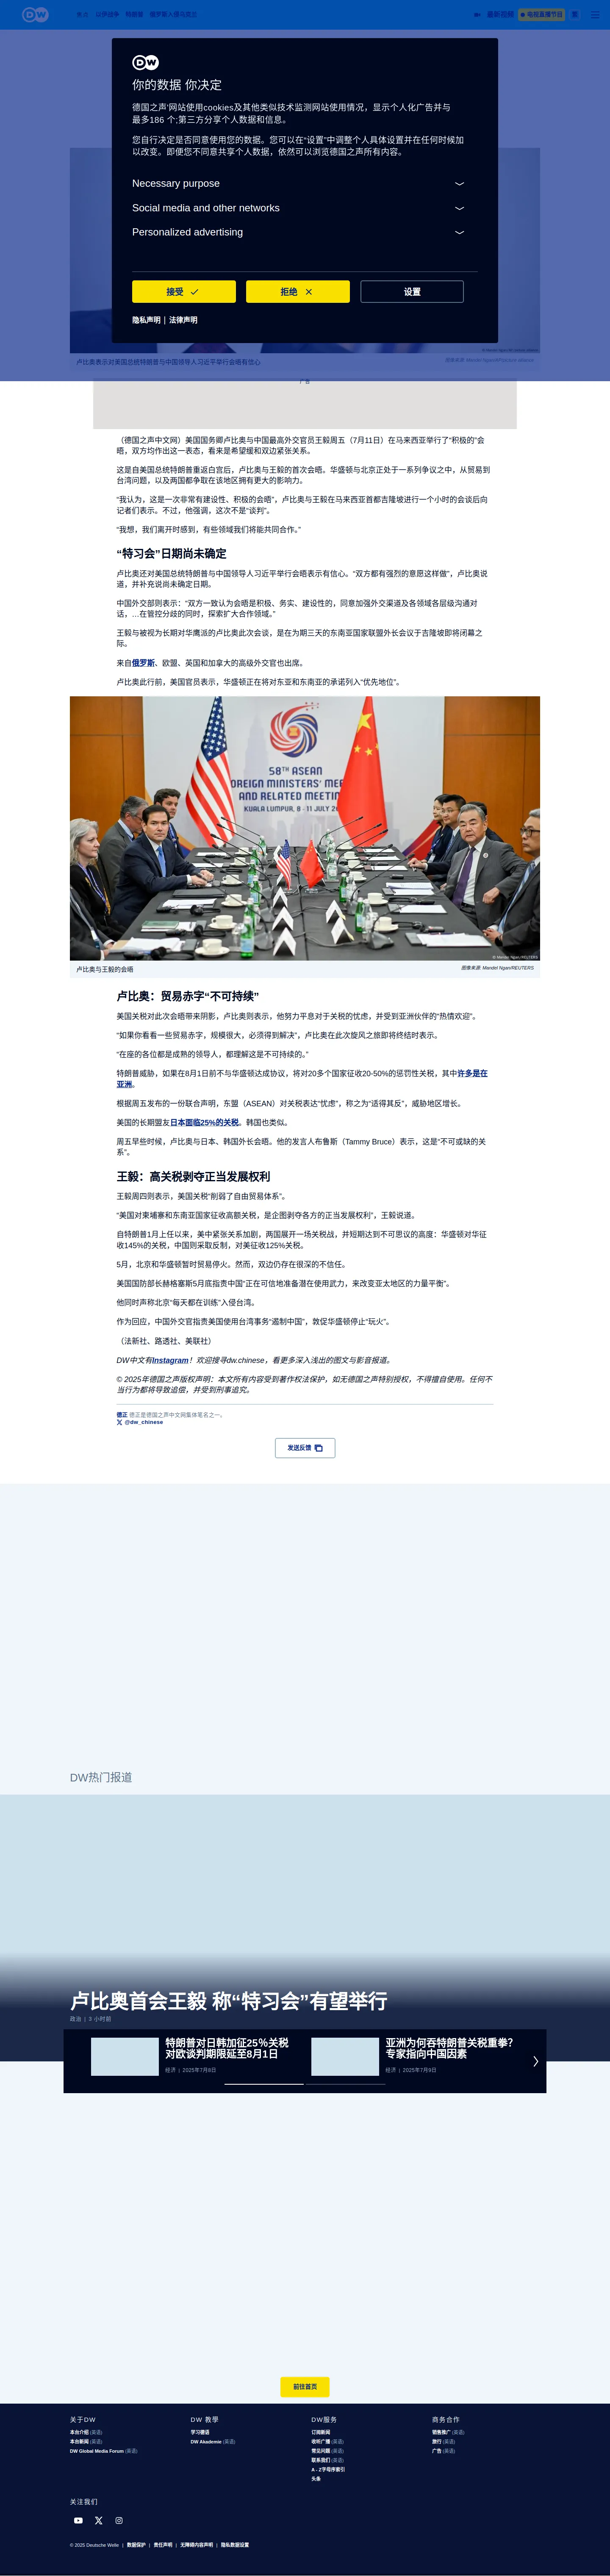 DW
以伊战争 特朗普 俄罗斯入侵乌克兰
最新视频 电视直播节目 繁
DW
你的数据 你决定
德国之声'网站使用cookies及其他类似技术监测网站使用情况，显示个人化广告并与
最多186 个;第三方分享个人数据和信息。
您自行决定是否同意使用您的数据。您可以在“设置”中调整个人具体设置并在任何时候加
以改变。即使您不同意共享个人数据，依然可以浏览德国之声所有内容。
Necessary purpose
Social media and other networks
Personalized advertising
接受 拒绝 设置
隐私声明 | 法律声明
卢比奥表示对美国总统特朗普与中国领导人习近平举行会晤有信心
广告
（德国之声中文网）美国国务卿卢比奥与中国最高外交官员王毅周五（7月11日）在马来西亚举行了“积极的”会
晤，双方均作出这一表态，看来是希望缓和双边紧张关系。
这是自美国总统特朗普重返白宫后，卢比奥与王毅的首次会晤。华盛顿与北京正处于一系列争议之中，从贸易到
台湾问题，以及两国都争取在该地区拥有更大的影响力。
“我认为，这是一次非常有建设性、积极的会晤”，卢比奥与王毅在马来西亚首都吉隆坡进行一个小时的会谈后向
记者们表示。不过，他强调，这次不是“谈判”。
“我想，我们离开时感到，有些领域我们将能共同合作。”
“特习会”日期尚未确定
卢比奥还对美国总统特朗普与中国领导人习近平举行会晤表示有信心。“双方都有强烈的意愿这样做”，卢比奥说
道，并补充说尚未确定日期。
中国外交部则表示：“双方一致认为会晤是积极、务实、建设性的，同意加强外交渠道及各领域各层级沟通对
话，…在管控分歧的同时，探索扩大合作领域。”
王毅与被视为长期对华鹰派的卢比奥此次会谈，是在为期三天的东南亚国家联盟外长会议于吉隆坡即将闭幕之
际。
来自俄罗斯、欧盟、英国和加拿大的高级外交官也出席。
卢比奥此行前，美国官员表示，华盛顿正在将对东亚和东南亚的承诺列入“优先地位”。
58TH ASEAN
FOREIGN MINISTERS' MEETING
AND RELATED MEETINGS
KUALA LUMPUR, 8 - 11 JULY 2025
© Mandel Ngan/REUTERS
卢比奥与王毅的会晤
图像来源: Mandel Ngan/REUTERS
卢比奥：贸易赤字“不可持续”
美国关税对此次会晤带来阴影，卢比奥则表示，他努力平息对于关税的忧虑，并受到亚洲伙伴的“热情欢迎”。
“如果你看看一些贸易赤字，规模很大，必须得到解决”，卢比奥在此次旋风之旅即将终结时表示。
“在座的各位都是成熟的领导人，都理解这是不可持续的。”
特朗普威胁，如果在8月1日前不与华盛顿达成协议，将对20多个国家征收20-50%的惩罚性关税，其中许多是在
亚洲。
根据周五发布的一份联合声明，东盟（ASEAN）对关税表达“忧虑”，称之为“适得其反”，威胁地区增长。
美国的长期盟友日本面临25%的关税。韩国也类似。
周五早些时候，卢比奥与日本、韩国外长会晤。他的发言人布鲁斯（Tammy Bruce）表示，这是“不可或缺的关
系”。
王毅：高关税剥夺正当发展权利
王毅周四则表示，美国关税“削弱了自由贸易体系”。
“美国对柬埔寨和东南亚国家征收高额关税，是企图剥夺各方的正当发展权利”，王毅说道。
自特朗普1月上任以来，美中紧张关系加剧，两国展开一场关税战，并短期达到不可思议的高度：华盛顿对华征
收145%的关税，中国则采取反制，对美征收125%关税。
5月，北京和华盛顿暂时贸易停火。然而，双边仍存在很深的不信任。
美国国防部长赫格塞斯5月底指责中国“正在可信地准备潜在使用武力，来改变亚太地区的力量平衡”。
他同时声称北京“每天都在训练”入侵台湾。
作为回应，中国外交官指责美国使用台湾事务“遏制中国”，敦促华盛顿停止“玩火”。
（法新社、路透社、美联社）
DW中文有Instagram！欢迎搜寻dw.chinese，看更多深入浅出的图文与影音报道。
© 2025年德国之声版权声明：本文所有内容受到著作权法保护，如无德国之声特别授权，不得擅自使用。任何不
当行为都将导致追偿，并受到刑事追究。
德正 德正是德国之声中文网集体笔名之一。
@dw_chinese
发送反馈
DW热门报道
卢比奥首会王毅 称“特习会”有望举行
政治 | 3 小时前
特朗普对日韩加征25%关税
对欧谈判期限延至8月1日
经济 | 2025年7月8日
亚洲为何吞特朗普关税重拳？
专家指向中国因素
经济 | 2025年7月9日
前往首页
关于DW
本台介绍 (英语)
本台新闻 (英语)
DW Global Media Forum (英语)
DW 教學
学习德语
DW Akademie (英语)
DW服务
订阅新闻
收听广播 (英语)
常见问题 (英语)
联系我们 (英语)
A - Z字母序索引
头条
商务合作
销售推广 (英语)
旅行 (英语)
广告 (英语)
关注我们
© 2025 Deutsche Welle | 数据保护 | 责任声明 | 无障碍内容声明 | 隐私数据设置